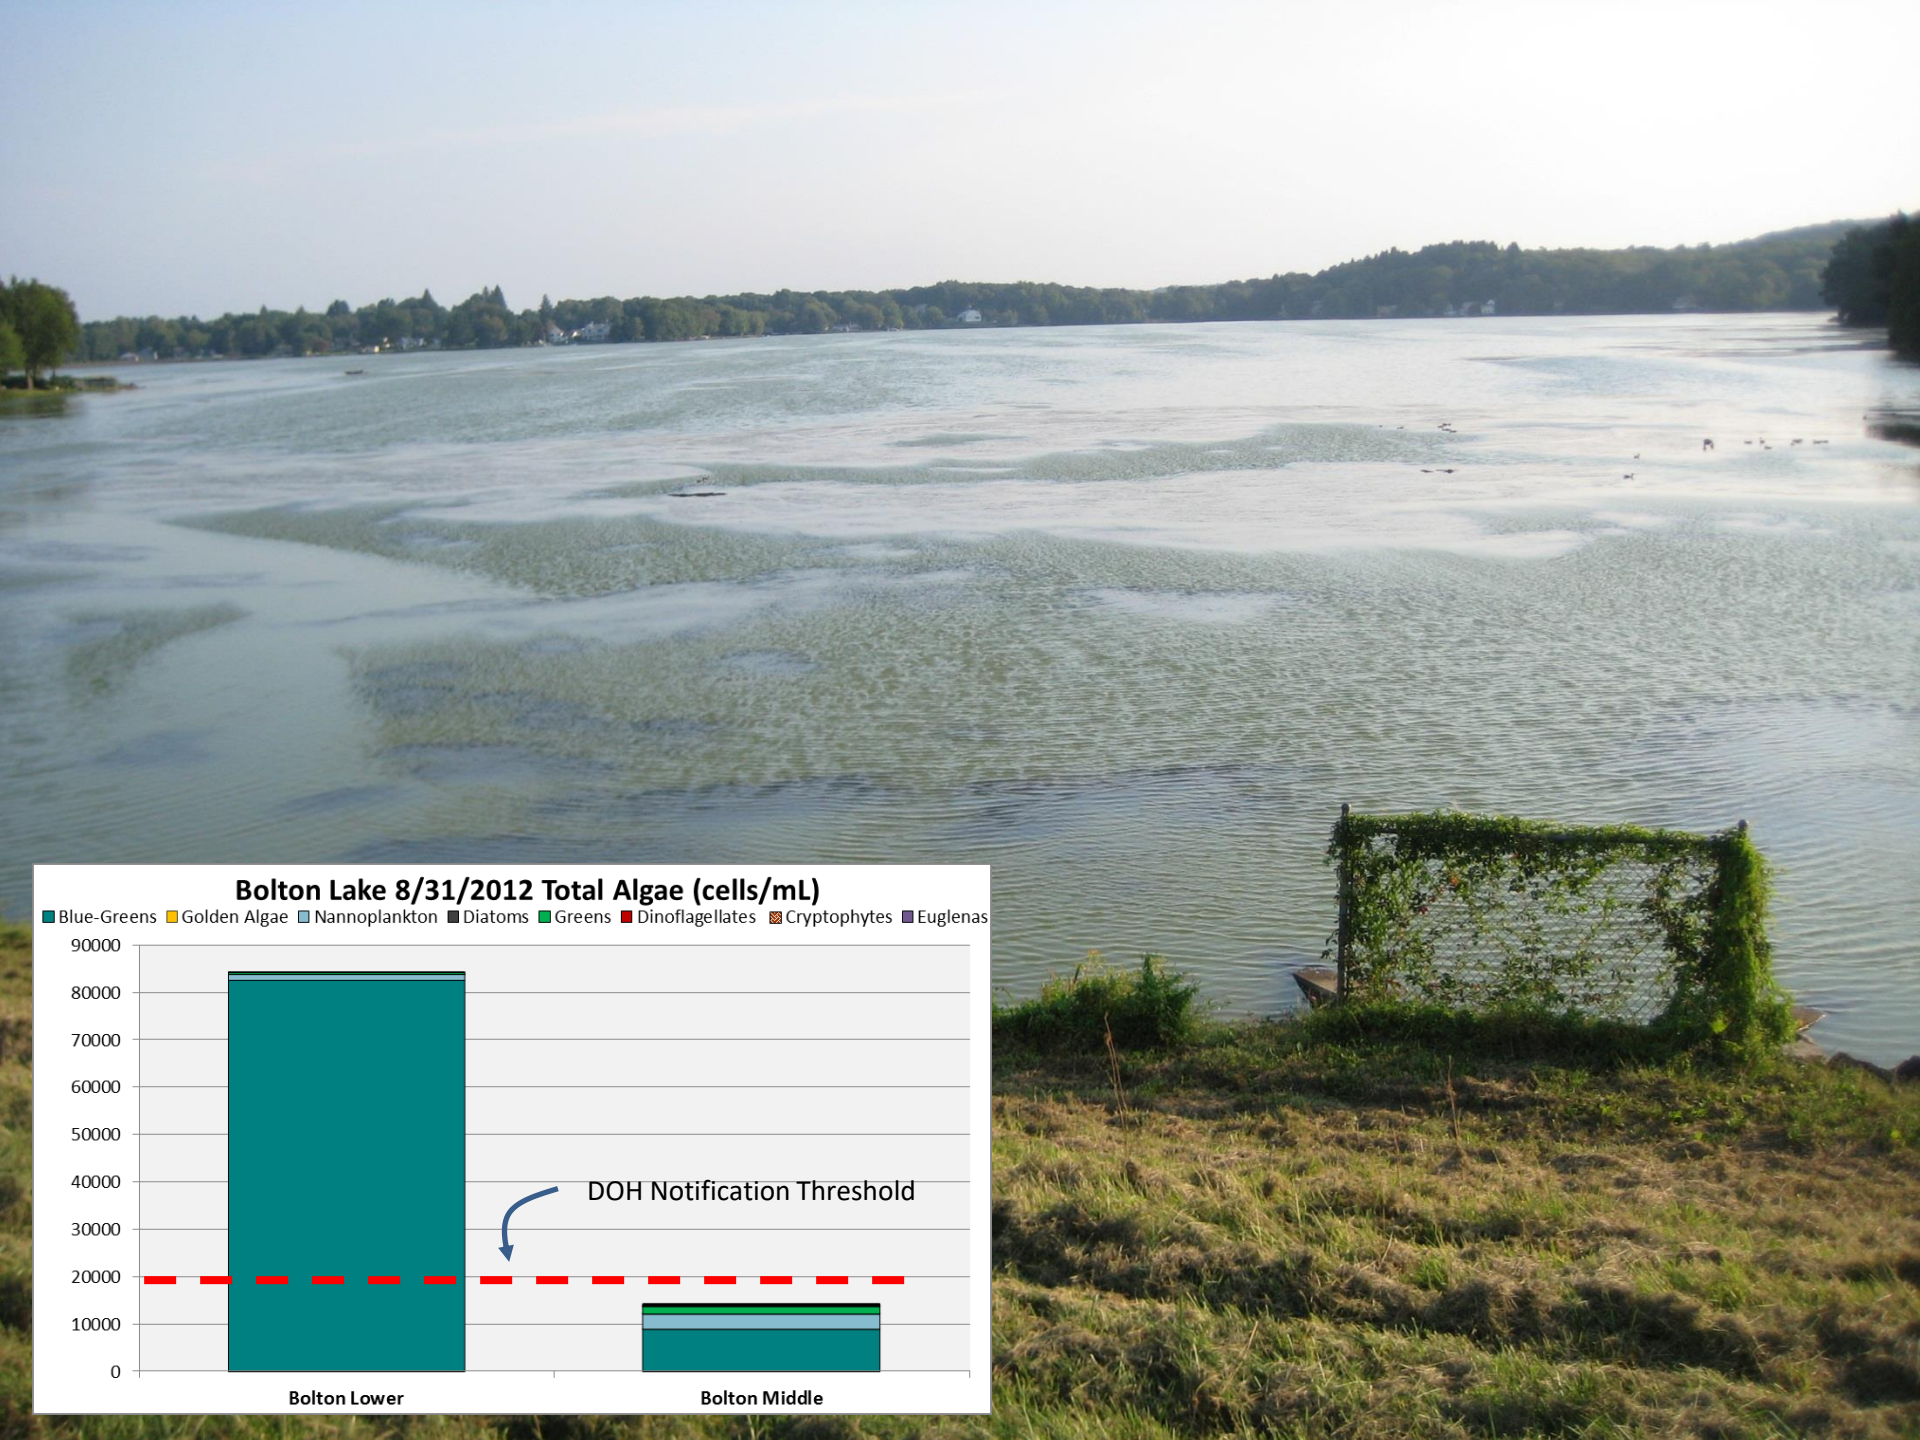 Bolton Lake 8/31/2012 Total Algae (cells/mL)
Blue-Greens Golden Algae Nannoplankton Diatoms Greens Dinoflagellates Cryptophytes Euglenas
90000
80000
70000
60000
50000
40000
DOH Notification Threshold
30000
20000
10000
0
Bolton Lower Bolton Middle